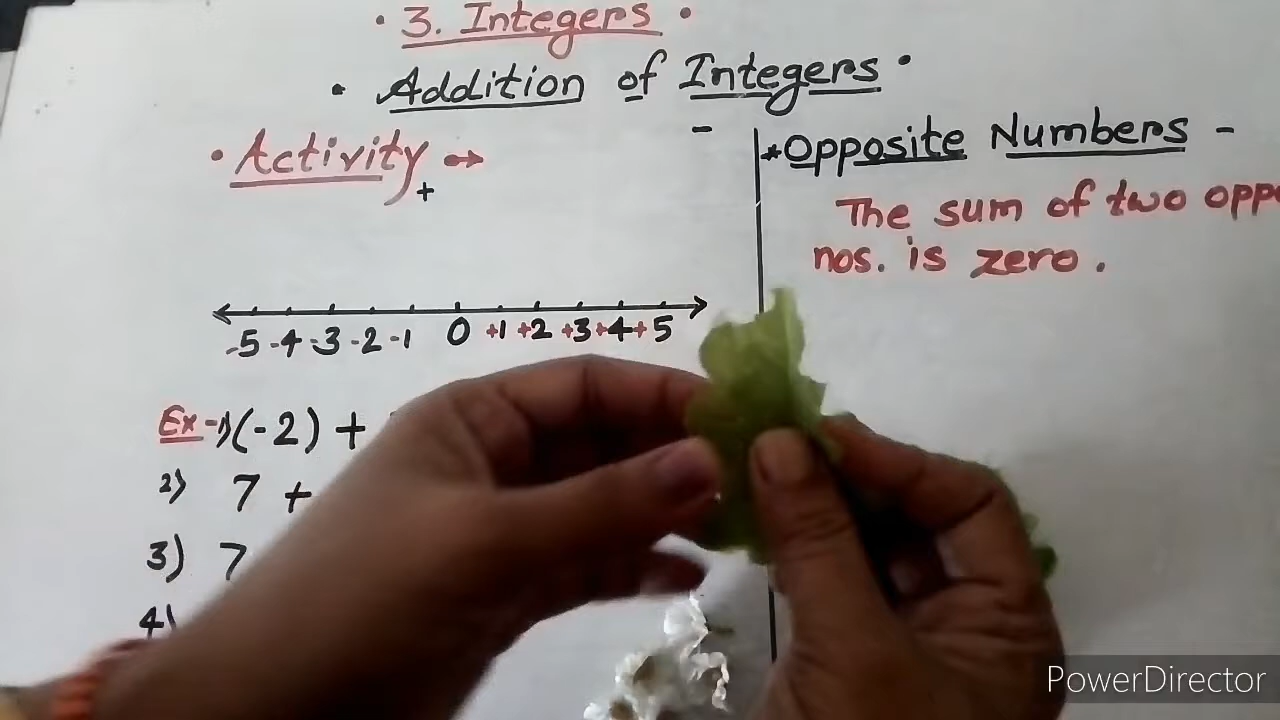 • 3. Integers •
• Addition of Integers •
• Activity →
+
-
-5 -4 -3 -2 -1 0 +1 +2 +3 +4 +5
Ex-1) (-2) +
2) 7 +
3) 7
4)
* Opposite Numbers -
The sum of two
nos. is zero.
PowerDirector